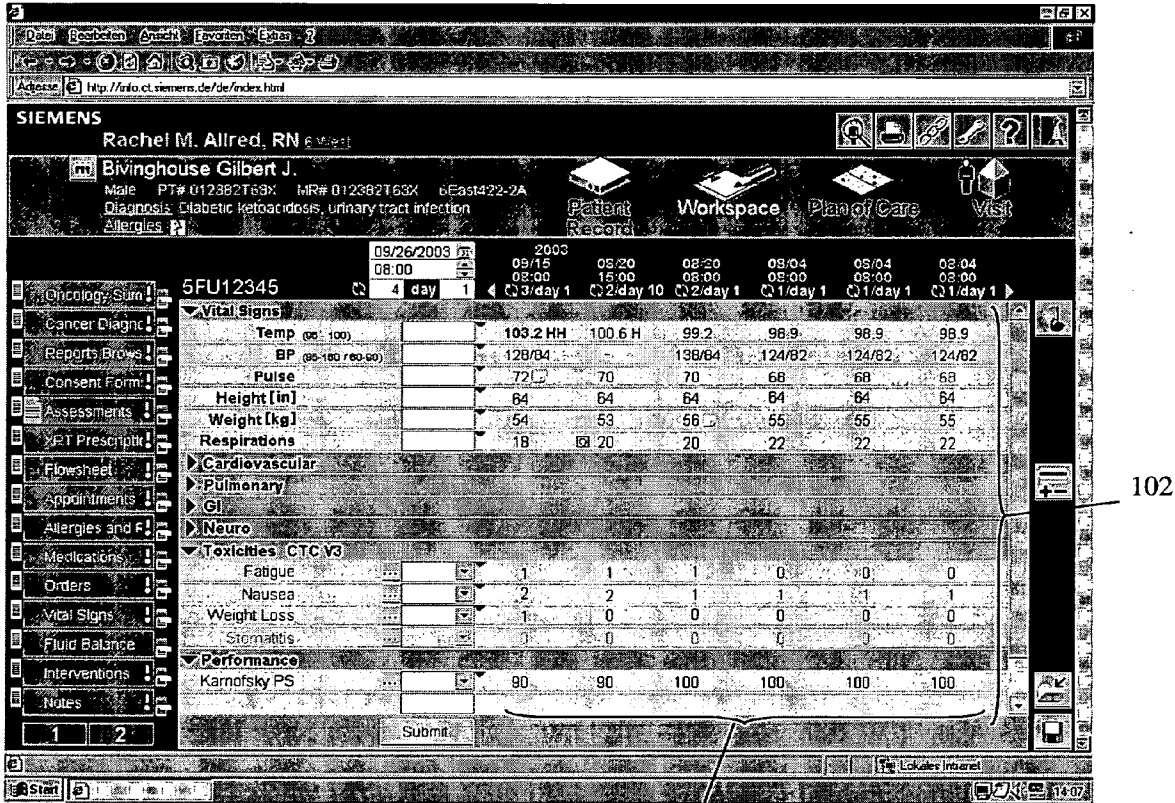 Datei Bearbeiten Ansicht Favoriten Extras ?
Adresse http://info.ct.siemens.de/de/index.html
SIEMENS
Rachel M. Allred, RN 6 West
Bivinghouse Gilbert J.
Male PT# 012382T63X MR# 012382T63X 6East422-2A
Diagnosis: Diabetic ketoacidosis, urinary tract infection
Allergies ?
Patient Record Workspace Plan of Care Visit
09/26/2003 2003
08:00 09/15 08/20 08/20 08/04 08/04 08/04
08:00 15:00 08:00 08:00 08:00 08:00
5FU12345 4 day 1 3/day 1 2/day 10 2/day 1 1/day 1 1/day 1 1/day 1
Vital Signs
Temp 103.2 HH 100.6 H 99.2 98.9 98.9 98.9
BP 128/84 - 138/84 124/82 124/82 124/82
Pulse 72 70 70 68 68 68
Height [in] 64 64 64 64 64 64
Weight [kg] 54 53 56 55 55 55
Respirations 18 20 20 22 22 22
Cardiovascular
Pulmonary
GI
Neuro
Toxicities CTC V3
Fatigue 1 1 1 0 0 0
Nausea 2 2 1 1 1 1
Weight Loss 1 0 0 0 0 0
Stomatitis 0 0 0 0 0 0
Performance
Karnofsky PS 90 90 100 100 100 100
Submit
Oncology Sum !
Cancer Diagnc !
Reports Brows !
Consent Form !
Assessments !
XRT Prescripti !
Flowsheet !
Appointments !
Allergies and R !
Medications !
Orders !
Vital Signs !
Fluid Balance
Interventions !
Notes !
1 2
102
Lokales Intranet
Start 14:07